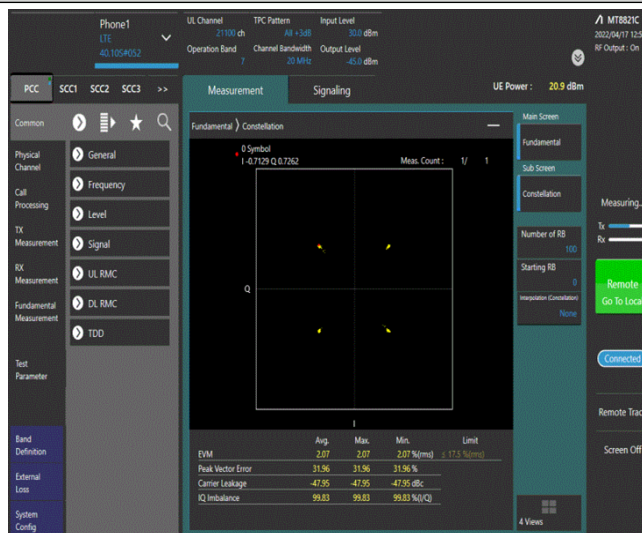 Phone1
LTE
40.10S#052
UL Channel
21100 ch
TPC Pattern
All +3dB
Input Level
30.0 dBm
Operation Band
7
Channel Bandwidth
20 MHz
Output Level
-45.0 dBm
MT8821C
2022/04/17 12:5
RF Output : On
PCC
SCC1
SCC2
SCC3
>>
Measurement
Signaling
UE Power : 20.9 dBm
Common
Physical
Channel
Call
Processing
TX
Measurement
RX
Measurement
Fundamental
Measurement
Test
Parameter
Band
Definition
External
Loss
System
Config
General
Frequency
Level
Signal
UL RMC
DL RMC
TDD
Fundamental ⟩ Constellation
0 Symbol
I -0.7129 Q 0.7262
Meas. Count : 1/ 1
Q
I
Avg. Max. Min. Limit
EVM 2.07 2.07 2.07 %(rms) ≤ 17.5 %(rms)
Peak Vector Error 31.96 31.96 31.96 %
Carrier Leakage -47.95 -47.95 -47.95 dBc
IQ Imbalance 99.83 99.83 99.83 %(I/Q)
Main Screen
Fundamental
Sub Screen
Constellation
Number of RB
100
Starting RB
0
Interpolation (Constellation)
None
4 Views
Measuring..
Tx
Rx
Remote
Go To Local
Connected
Remote Trac
Screen Off